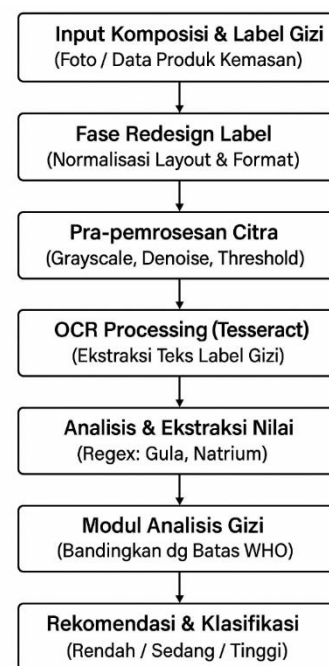 Input Komposisi & Label Gizi
(Foto / Data Produk Kemasan)
Fase Redesign Label
(Normalisasi Layout & Format)
Pra-pemrosesan Citra
(Grayscale, Denoise, Threshold)
OCR Processing (Tesseract)
(Ekstraksi Teks Label Gizi)
Analisis & Ekstraksi Nilai
(Regex: Gula, Natrium)
Modul Analisis Gizi
(Bandingkan dg Batas WHO)
Rekomendasi & Klasifikasi
(Rendah / Sedang / Tinggi)